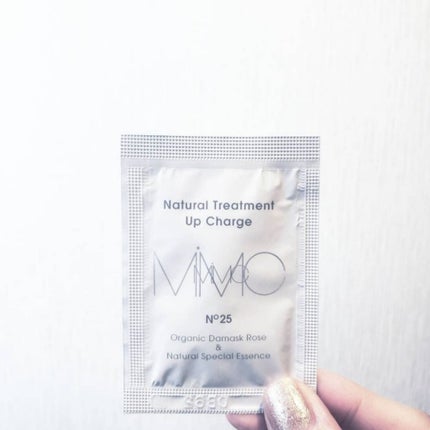 Natural Treatment
Up Charge
MiMC
Nº25
Organic Damask Rose
&
Natural Special Essence